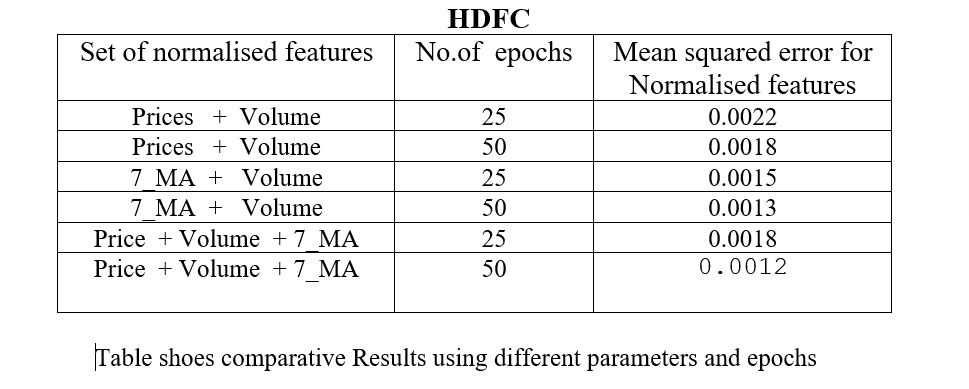 HDFC
Set of normalised features No.of epochs Mean squared error for
Normalised features
Prices + Volume 25 0.0022
Prices + Volume 50 0.0018
7_MA + Volume 25 0.0015
7_MA + Volume 50 0.0013
Price + Volume + 7_MA 25 0.0018
Price + Volume + 7_MA 50 0.0012
Table shoes comparative Results using different parameters and epochs